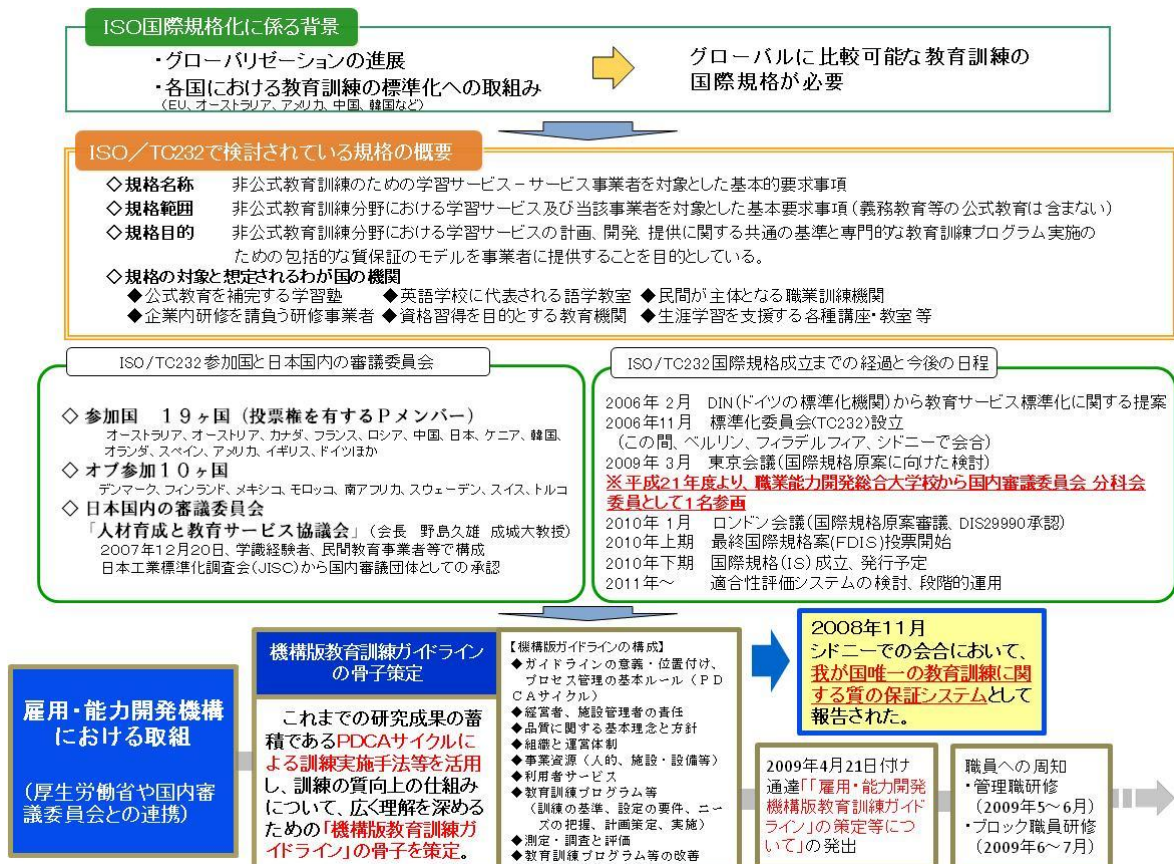 ISO国際規格化に係る背景
・グローバリゼーションの進展
・各国における教育訓練の標準化への取組み
(EU、オーストラリア、アメリカ、中国、韓国など)
グローバルに比較可能な教育訓練の
国際規格が必要
ISO／TC232で検討されている規格の概要
◇規格名称　非公式教育訓練のための学習サービス－サービス事業者を対象とした基本的要求事項
◇規格範囲　非公式教育訓練分野における学習サービス及び当該事業者を対象とした基本要求事項(義務教育等の公式教育は含まない)
◇規格目的　非公式教育訓練分野における学習サービスの計画、開発、提供に関する共通の基準と専門的な教育訓練プログラム実施の
ための包括的な質保証のモデルを事業者に提供することを目的としている。
◇規格の対象と想定されるわが国の機関
◆公式教育を補完する学習塾　◆英語学校に代表される語学教室　◆民間が主体となる職業訓練機関
◆企業内研修を請負う研修事業者　◆資格習得を目的とする教育機関　◆生涯学習を支援する各種講座・教室等
ISO/TC232参加国と日本国内の審議委員会
◇ 参加国　１９ヶ国（投票権を有するＰメンバー）
オーストラリア、オーストリア、カナダ、フランス、ロシア、中国、日本、ケニア、韓国、
オランダ、スペイン、アメリカ、イギリス、ドイツほか
◇ オブ参加１０ヶ国
デンマーク、フィンランド、メキシコ、モロッコ、南アフリカ、スウェーデン、スイス、トルコ
◇ 日本国内の審議委員会
「人材育成と教育サービス協議会」（会長　野島久雄　成城大教授）
2007年12月20日、学識経験者、民間教育事業者等で構成
日本工業標準化調査会(JISC)から国内審議団体としての承認
ISO/TC232国際規格成立までの経過と今後の日程
2006年 2月　DIN(ドイツの標準化機関)から教育サービス標準化に関する提案
2006年11月　標準化委員会(TC232)設立
(この間、ベルリン、フィラデルフィア、シドニーで会合)
2009年 3月　東京会議(国際規格原案に向けた検討)
※平成21年度より、職業能力開発総合大学校から国内審議委員会 分科会
委員として1名参画
2010年 1月　ロンドン会議(国際規格原案審議、DIS29990承認)
2010年上期　最終国際規格案(FDIS)投票開始
2010年下期　国際規格(IS)成立、発行予定
2011年～　適合性評価システムの検討、段階的運用
雇用・能力開発機構
における取組
(厚生労働省や国内審
議委員会との連携)
機構版教育訓練ガイドライン
の骨子策定
これまでの研究成果の蓄
積であるPDCAサイクルに
よる訓練実施手法等を活用
し、訓練の質向上の仕組み
について、広く理解を深める
ための「機構版教育訓練ガ
イドライン」の骨子を策定。
【機構版ガイドラインの構成】
◆ガイドラインの意義・位置付け、
プロセス管理の基本ルール（ＰＤ
ＣＡサイクル）
◆経営者、施設管理者の責任
◆品質に関する基本理念と方針
◆組織と運営体制
◆事業資源（人的、施設・設備等）
◆利用者サービス
◆教育訓練プログラム等
（訓練の基準、設定の要件、ニー
ズの把握、計画策定、実施）
◆測定・調査と評価
◆教育訓練プログラム等の改善
2008年11月
シドニーでの会合において、
我が国唯一の教育訓練に関
する質の保証システムとして
報告された。
2009年4月21日付け
通達「「雇用・能力開発
機構版教育訓練ガイド
ライン」の策定等につ
いて」の発出
職員への周知
・管理職研修
(2009年5～6月)
・ブロック職員研修
(2009年6～7月)